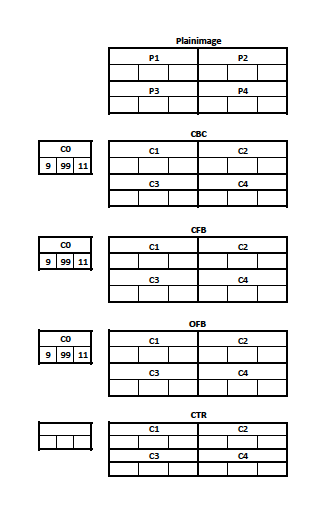 Plainimage
P1 P2
P3 P4
CBC
C0 C1 C2
9 99 11
C3 C4
CFB
C0 C1 C2
9 99 11
C3 C4
OFB
C0 C1 C2
9 99 11
C3 C4
CTR
C1 C2
C3 C4